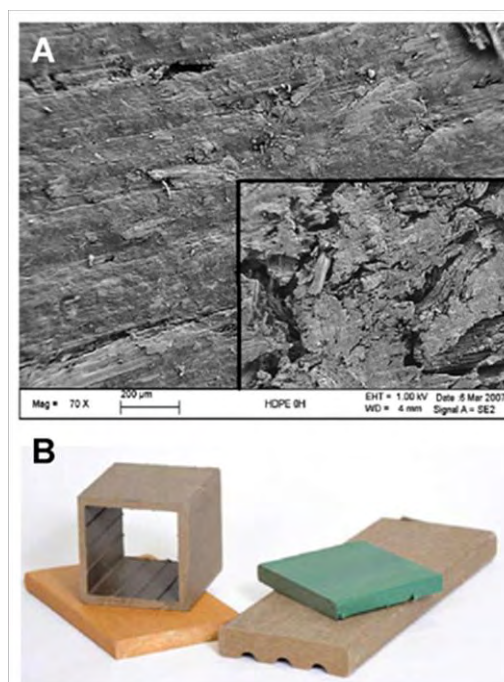 A
Mag = 70 X
200 µm
HDPE 0H
EHT = 1.00 kV
Date :6 Mar 2007
WD = 4 mm
Signal A = SE2
B